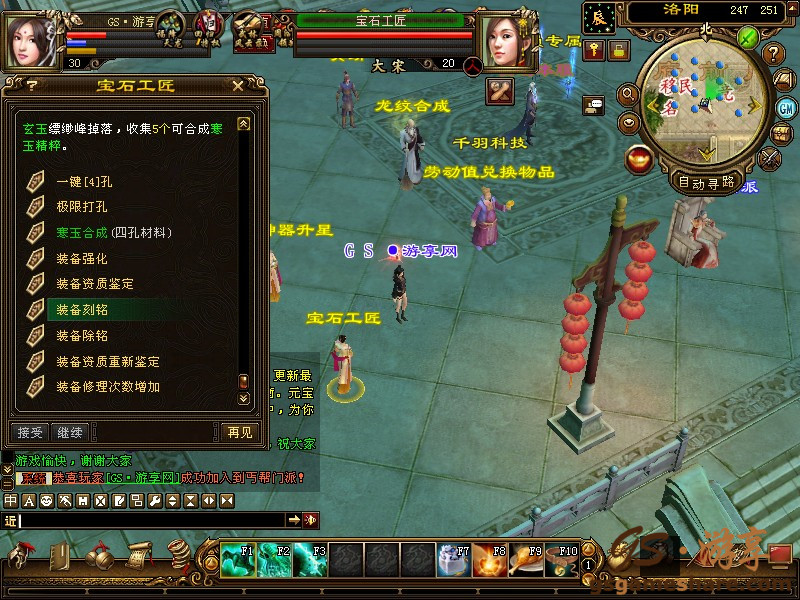 GS·游享
宝石工匠
30
大宋
20
洛阳
247 251
北
GM
自动寻路
宝石工匠
玄玉缥缈峰掉落，收集5个可合成寒
玉精粹。
一键[4]孔
极限打孔
寒玉合成(四孔材料)
装备强化
装备资质鉴定
装备刻铭
装备除铭
装备资质重新鉴定
装备修理次数增加
接受
继续
再见
专属
龙纹合成
千羽科技
劳动值兑换物品
神器升星
GS 游享网
宝石工匠
更新最
元宝
，为你
，祝大家
游戏愉快，谢谢大家
恭喜玩家[GS·游享网]成功加入到丐帮门派！
中
A
近
F1
F2
F3
F7
F8
F9
F10
1
GS·游享